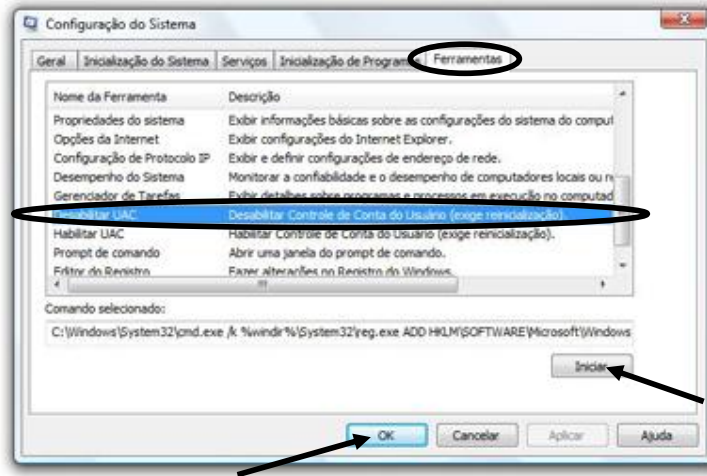 Configuração do Sistema
Geral Inicialização do Sistema Serviços Inicialização de Programas Ferramentas
Nome da Ferramenta Descrição
Propriedades do sistema Exibir informações básicas sobre as configurações do sistema do comput
Opções da Internet Exibir configurações do Internet Explorer.
Configuração de Protocolo IP Exibir e definir configurações de endereço de rede.
Desempenho do Sistema Monitorar a confiabilidade e o desempenho de computadores locais ou r
Gerenciador de Tarefas Exibir detalhes sobre programas e processos em execução no computad
Desabilitar UAC Desabilitar Controle de Conta do Usuário (exige reinicialização).
Habilitar UAC Habilitar Controle de Conta do Usuário (exige reinicialização).
Prompt de comando Abrir uma janela do prompt de comando.
Editor do Registro Fazer alterações no Registro do Windows.
Comando selecionado:
C:\Windows\System32\cmd.exe /k %windir%\System32\reg.exe ADD HKLM\SOFTWARE\Microsoft\Windows
Iniciar
OK Cancelar Aplicar Ajuda